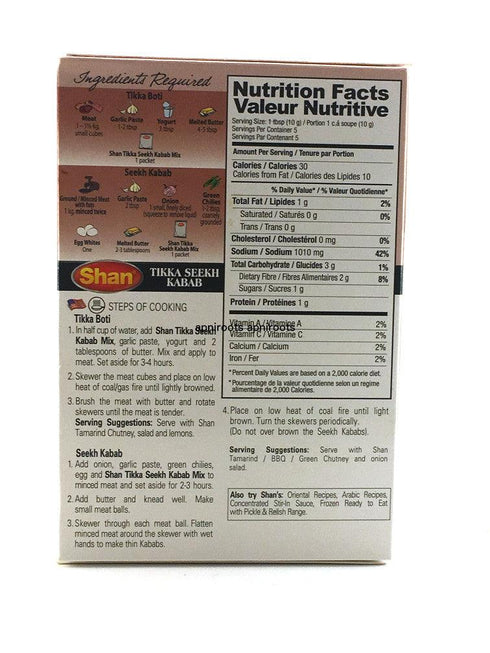 Ingredients Required
Tikka Boti
Meat
1 – 1½ kg.
small cubes
Garlic Paste
1-2 tbsp
Yogurt
3 tbsp
Melted Butter
4-5 tbsp
Shan Tikka Seekh Kabab Mix
1 packet
Seekh Kabab
Ground / Minced Meat
with fats
1 kg, minced twice
Garlic Paste
2 tbsp
Onion
1 small, finely sliced
(squeeze to remove liquid)
Green
Chilies
1-2 tbsp
coarsely
grounded
Egg Whites
One
Melted Butter
2-3 tablespoons
Shan Tikka
Seekh Kabab Mix
1 packet
Shan
TIKKA SEEKH
KABAB
STEPS OF COOKING
Tikka Boti
1. In half cup of water, add Shan Tikka Seekh
Kabab Mix, garlic paste, yogurt and 2
tablespoons of butter. Mix and apply to
meat. Set aside for 3-4 hours.
2. Skewer the meat cubes and place on low
heat of coal/gas fire until lightly browned.
3. Brush the meat with butter and rotate
skewers until the meat is tender.
Serving Suggestions: Serve with Shan
Tamarind Chutney, salad and lemons.
Seekh Kabab
1. Add onion, garlic paste, green chilies,
egg and Shan Tikka Seekh Kabab Mix to
minced meat and set aside for 2-3 hours.
2. Add butter and knead well. Make
small meat balls.
3. Skewer through each meat ball. Flatten
minced meat around the skewer with wet
hands to make thin Kababs.
Nutrition Facts
Valeur Nutritive
Serving Size: 1 tbsp (10 g) / Portion 1 c.à soupe (10 g)
Servings Per Container 5
Servings Par Contenant 5
Amount Per Serving / Tenure par Portion
Calories / Calories 30
Calories from Fat / Calories des Lipides 10
% Daily Value* / % Valeur Quotidienne*
Total Fat / Lipides 1 g 2%
Saturated / Saturés 0 g 0%
Trans / Trans 0 g
Cholesterol / Cholestérol 0 mg 0%
Sodium / Sodium 1010 mg 42%
Total Carbohydrate / Glucides 3 g 1%
Dietary Fibre / Fibres Alimentaires 2 g 8%
Sugars / Sucres 1 g
Protein / Protéines 1 g
Vitamin A / Vitamine A 2%
apniroots apniroots
Vitamin C / Vitamine C 2%
Calcium / Calcium 2%
Iron / Fer 2%
*Percent Daily Values are based on a 2,000 calorie diet.
*Pourcentage de la valeur quotidienne selon un regime
alimentaire de 2,000 Calories.
4. Place on low heat of coal fire until light
brown. Turn the skewers periodically.
(Do not over brown the Seekh Kababs).
Serving Suggestions: Serve with Shan
Tamarind / BBQ / Green Chutney and onion
salad.
Also try Shan's: Oriental Recipes, Arabic Recipes,
Concentrated Stir-In Sauce, Frozen Ready to Eat
with Pickle & Relish Range.